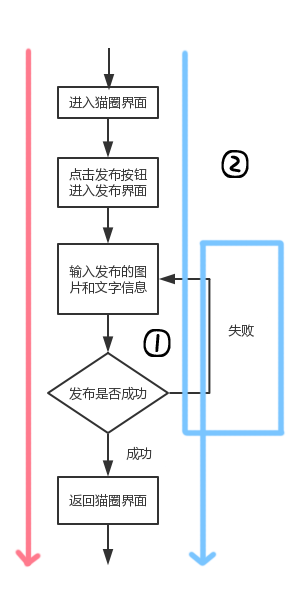 进入猫圈界面
②
点击发布按钮
进入发布界面
输入发布的图
片和文字信息
失败
①
发布是否成功
成功
返回猫圈界面